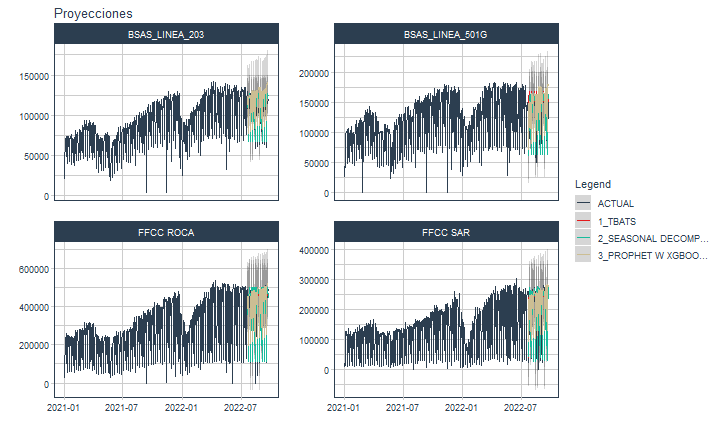 Proyecciones
BSAS_LINEA_203
BSAS_LINEA_501G
150000
100000
50000
0
200000
150000
100000
50000
0
FFCC ROCA
FFCC SAR
600000
400000
200000
0
400000
300000
200000
100000
0
2021-01 2021-07 2022-01 2022-07
2021-01 2021-07 2022-01 2022-07
Legend
ACTUAL
1_TBATS
2_SEASONAL DECOMP...
3_PROPHET W XGBOO...